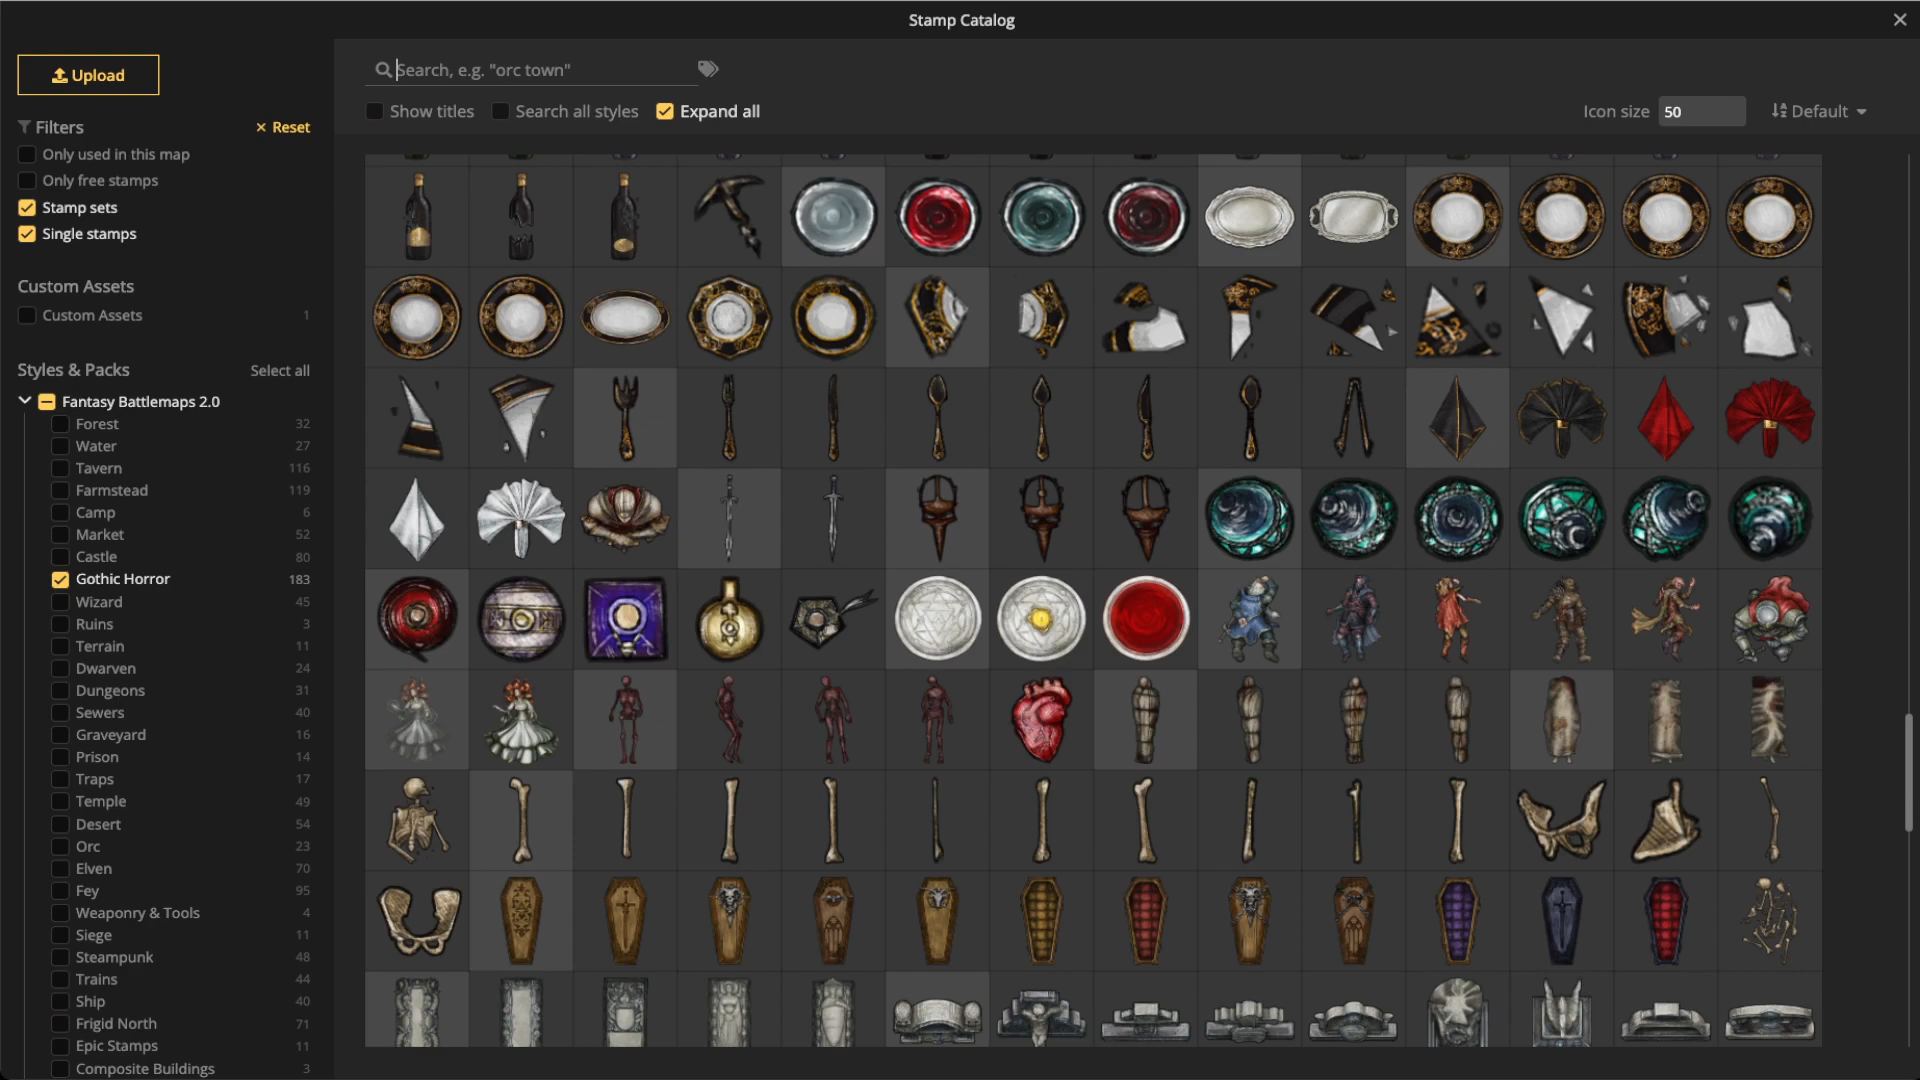 Stamp Catalog
Upload
Search, e.g. "orc town"
Show titles
Search all styles
Expand all
Icon size 50
Default
Filters
Reset
Only used in this map
Only free stamps
Stamp sets
Single stamps
Custom Assets
Custom Assets 1
Styles & Packs
Select all
Fantasy Battlemaps 2.0
Forest 32
Water 27
Tavern 116
Farmstead 119
Camp 6
Market 52
Castle 80
Gothic Horror 183
Wizard 45
Ruins 3
Terrain 11
Dwarven 24
Dungeons 31
Sewers 40
Graveyard 16
Prison 14
Traps 17
Temple 49
Desert 54
Orc 23
Elven 70
Fey 95
Weaponry & Tools 4
Siege 11
Steampunk 48
Trains 44
Ship 40
Frigid North 71
Epic Stamps 11
Composite Buildings 3